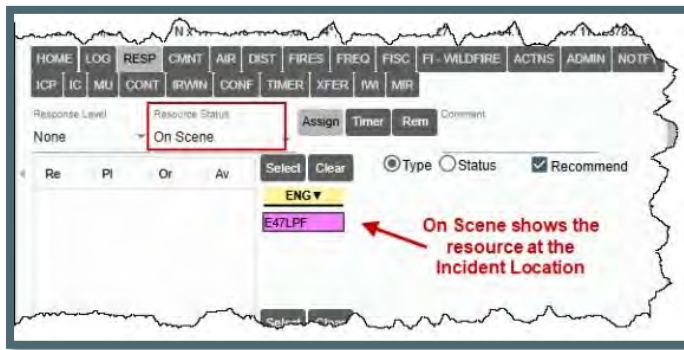 HOME LOG RESP CMNT AIR DIST FIRES FREQ FISC FI - WILDFIRE ACTNS ADMIN NOTF
ICP IC MU CONT IRWIN CONF TIMER XFER IWI MIR
Response Level Resource Status Comment
None On Scene Assign Timer Rem
Re Pl Or Av Select Clear Type Status Recommend
ENG▼
E47LPF
On Scene shows the
resource at the
Incident Location
Select Clear